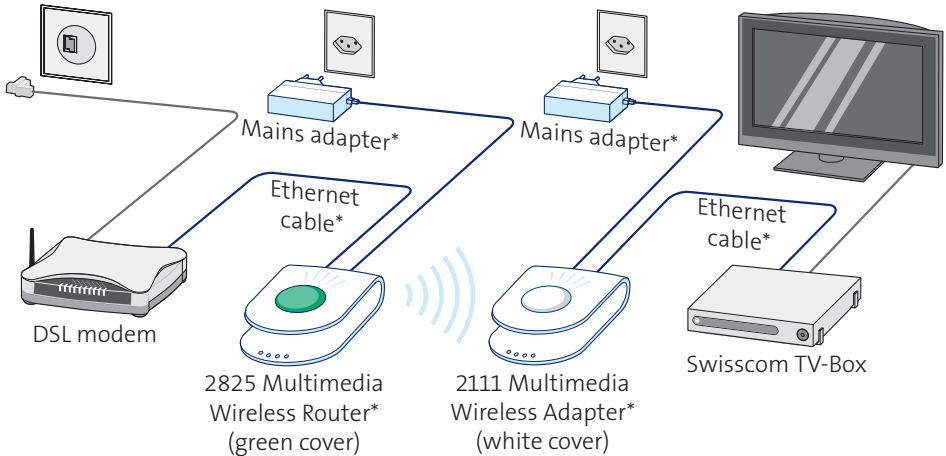 Mains adapter*
Mains adapter*
Ethernet
cable*
Ethernet
cable*
DSL modem
2825 Multimedia
Wireless Router*
(green cover)
2111 Multimedia
Wireless Adapter*
(white cover)
Swisscom TV-Box